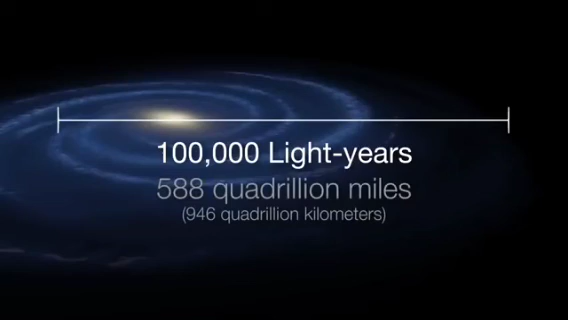 100,000 Light-years
588 quadrillion miles
(946 quadrillion kilometers)